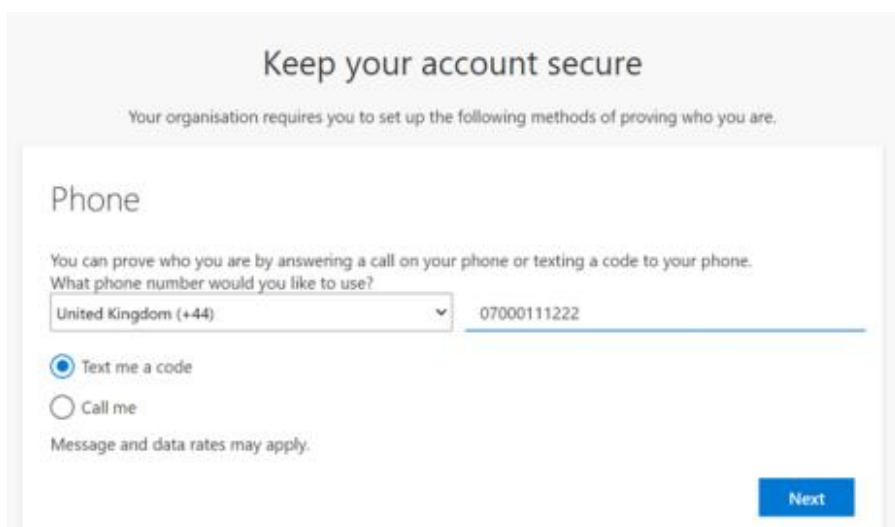 Keep your account secure
Your organisation requires you to set up the following methods of proving who you are.
Phone
You can prove who you are by answering a call on your phone or texting a code to your phone.
What phone number would you like to use?
United Kingdom (+44) 07000111222
Text me a code
Call me
Message and data rates may apply.
Next